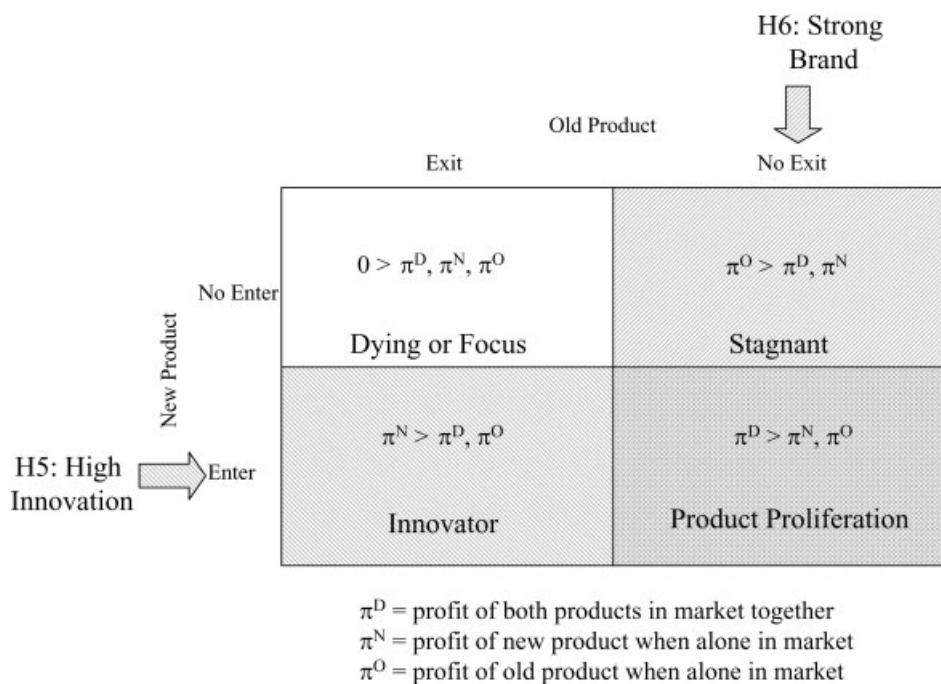 H6: Strong
Brand
Old Product
Exit
No Exit
0 > π^D, π^N, π^O
π^O > π^D, π^N
No Enter
Dying or Focus
Stagnant
New Product
π^N > π^D, π^O
π^D > π^N, π^O
H5: High
Innovation
Enter
Innovator
Product Proliferation
π^D = profit of both products in market together
π^N = profit of new product when alone in market
π^O = profit of old product when alone in market